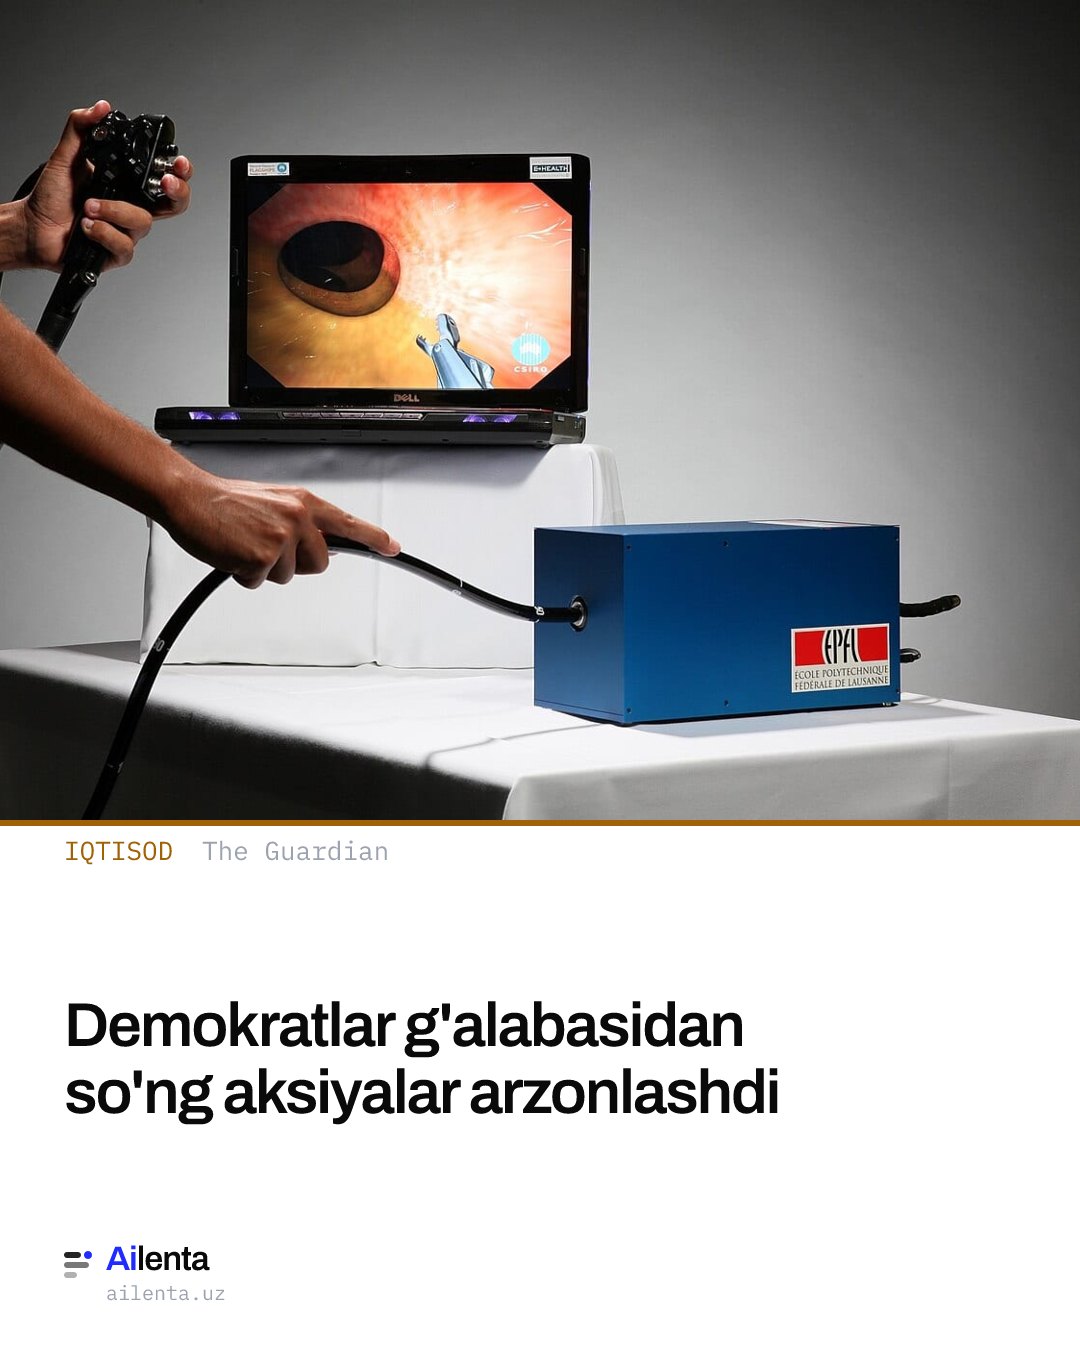 E-HEALTH
CSIRO
DELL
EPFL
ÉCOLE POLYTECHNIQUE
FÉDÉRALE DE LAUSANNE
IQTISOD The Guardian
Demokratlar g'alabasidan
so'ng aksiyalar arzonlashdi
Ailenta
ailenta.uz